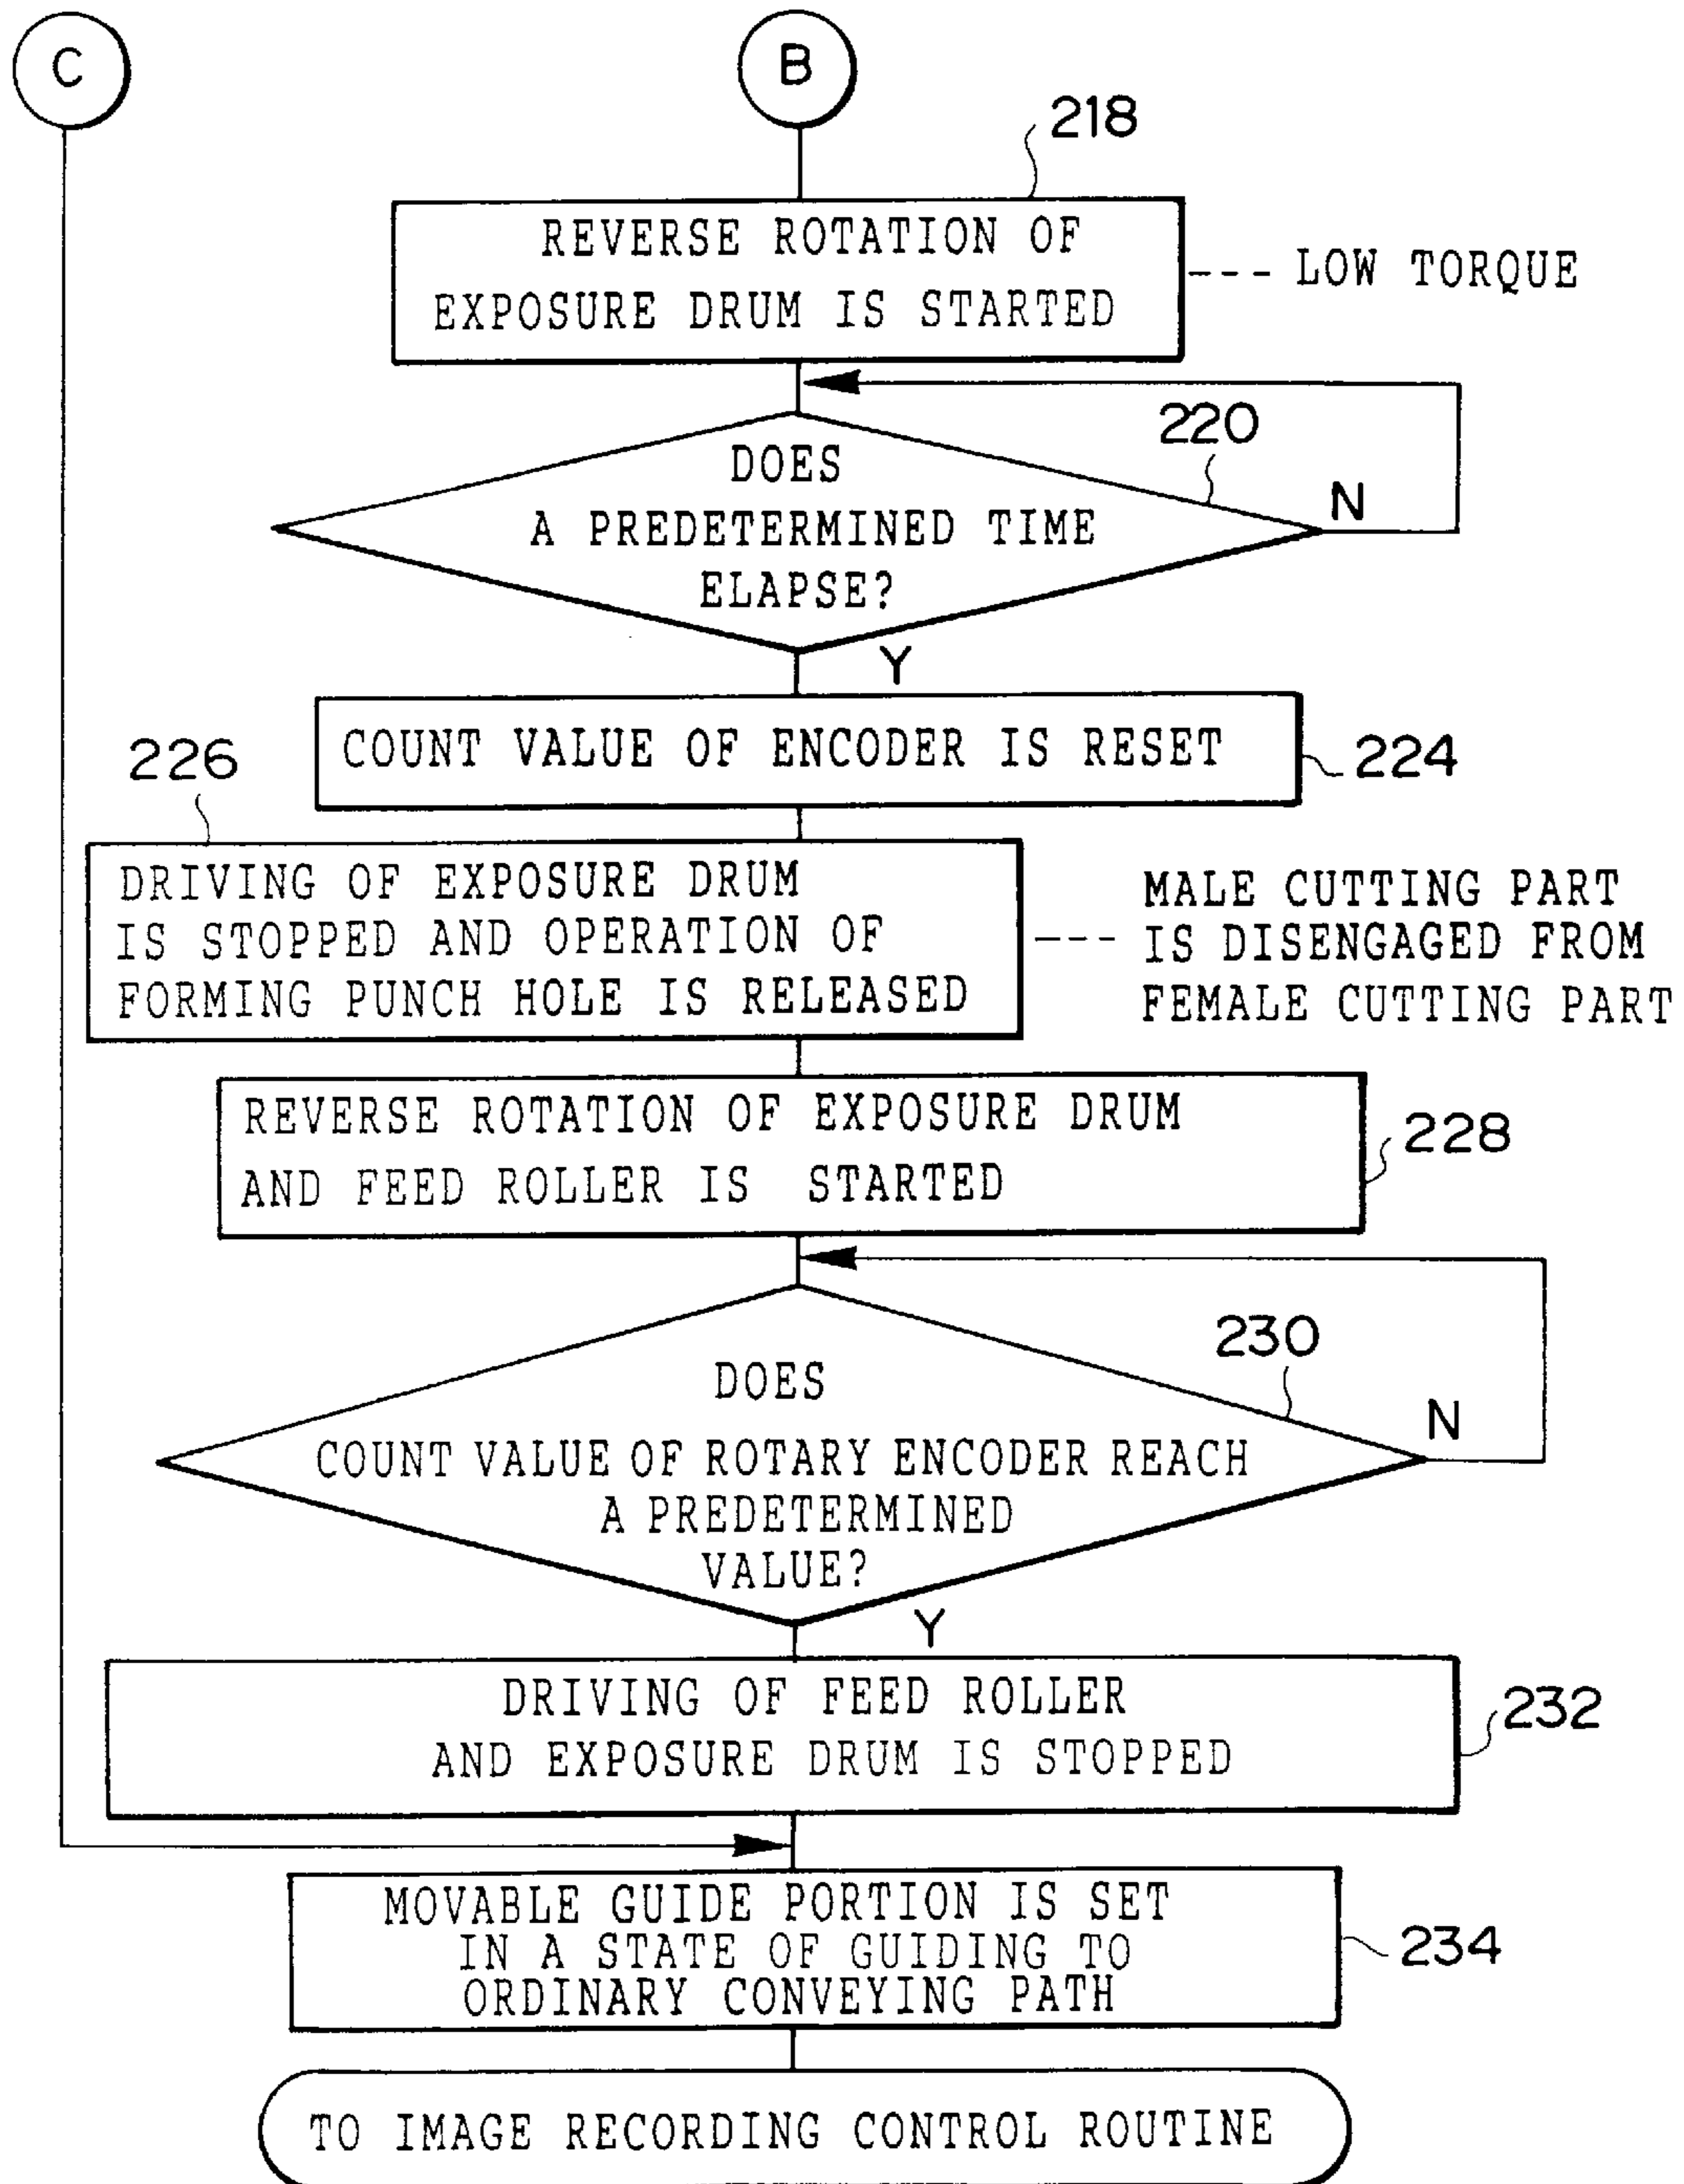 C
B
218
REVERSE ROTATION OF
EXPOSURE DRUM IS STARTED
--- LOW TORQUE
220
DOES
A PREDETERMINED TIME
ELAPSE?
N
Y
COUNT VALUE OF ENCODER IS RESET
224
226
DRIVING OF EXPOSURE DRUM
IS STOPPED AND OPERATION OF
FORMING PUNCH HOLE IS RELEASED
MALE CUTTING PART
--- IS DISENGAGED FROM
FEMALE CUTTING PART
REVERSE ROTATION OF EXPOSURE DRUM
AND FEED ROLLER IS STARTED
228
230
DOES
COUNT VALUE OF ROTARY ENCODER REACH
A PREDETERMINED
VALUE?
N
Y
DRIVING OF FEED ROLLER
AND EXPOSURE DRUM IS STOPPED
232
MOVABLE GUIDE PORTION IS SET
IN A STATE OF GUIDING TO
ORDINARY CONVEYING PATH
234
TO IMAGE RECORDING CONTROL ROUTINE